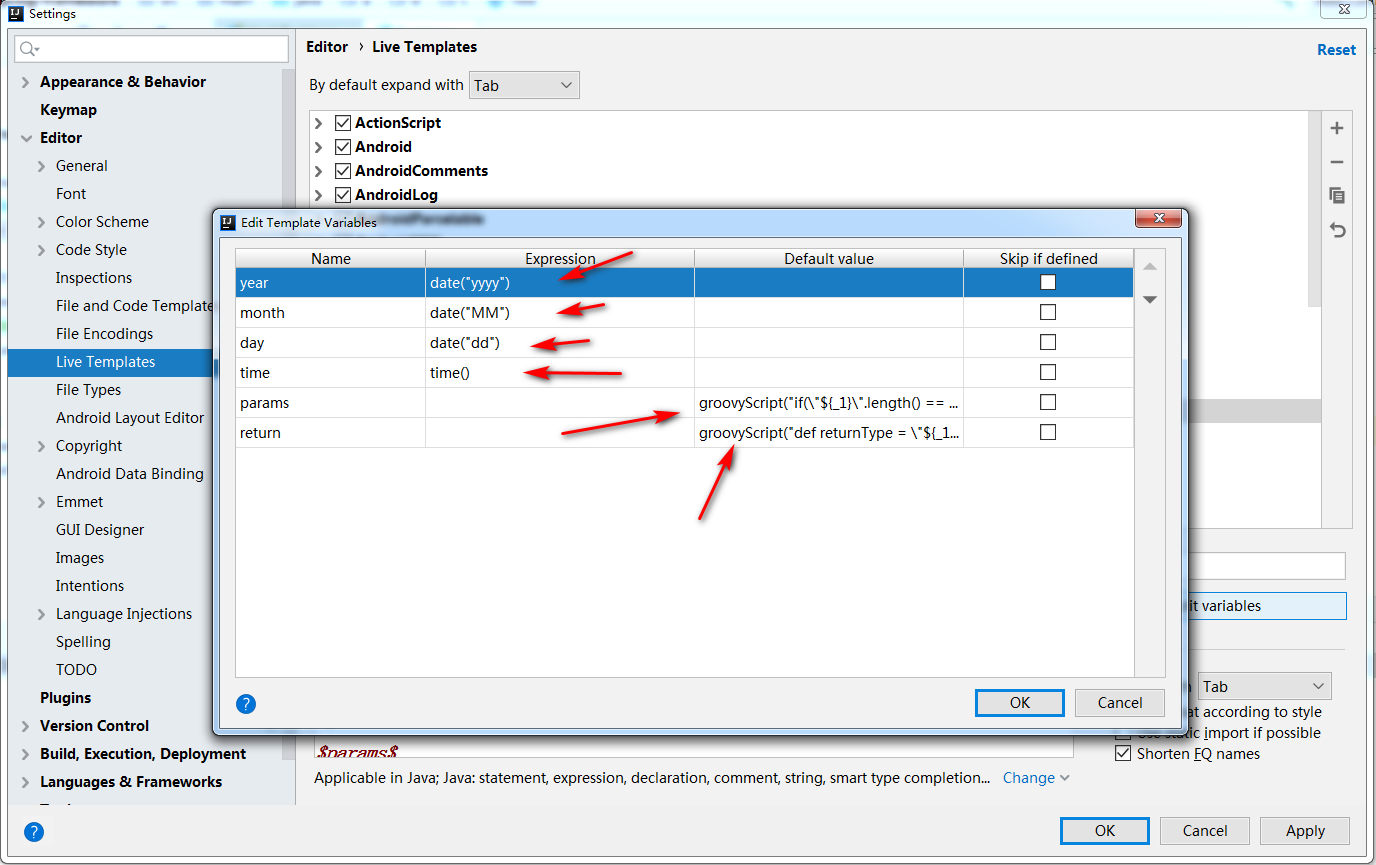 Settings
Editor › Live Templates
Reset
By default expand with Tab
Appearance & Behavior
Keymap
Editor
General
Font
Color Scheme
Code Style
Inspections
File and Code Template
File Encodings
Live Templates
File Types
Android Layout Editor
Copyright
Android Data Binding
Emmet
GUI Designer
Images
Intentions
Language Injections
Spelling
TODO
Plugins
Version Control
Build, Execution, Deployment
Languages & Frameworks
ActionScript
Android
AndroidComments
AndroidLog
Edit Template Variables
Name Expression Default value Skip if defined
year date("yyyy")
month date("MM")
day date("dd")
time time()
params groovyScript("if(\"${_1}\".length() == ...
return groovyScript("def returnType = \"${_1...
? OK Cancel
it variables
Tab
at according to style
Use static import if possible
Shorten FQ names
$params$
Applicable in Java; Java: statement, expression, declaration, comment, string, smart type completion... Change
? OK Cancel Apply